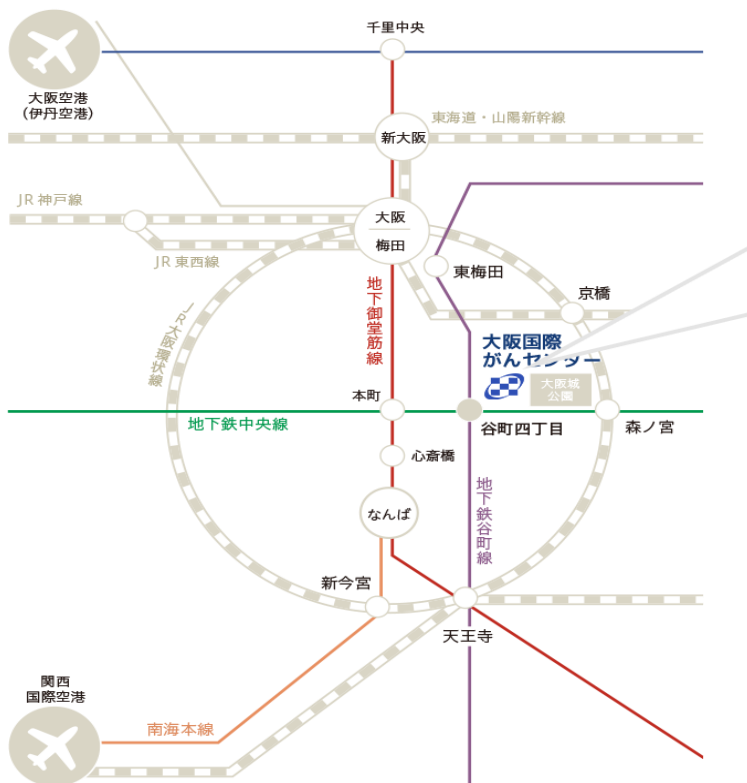 千里中央
大阪空港
(伊丹空港)
東海道・山陽新幹線
新大阪
JR 神戸線
大阪
梅田
JR 東西線
東梅田
地下御堂筋線
京橋
JR大阪環状線
大阪国際
がんセンター
大阪城
公園
本町
地下鉄中央線
谷町四丁目
森ノ宮
心斎橋
地下鉄谷町線
なんば
新今宮
天王寺
関西
国際空港
南海本線